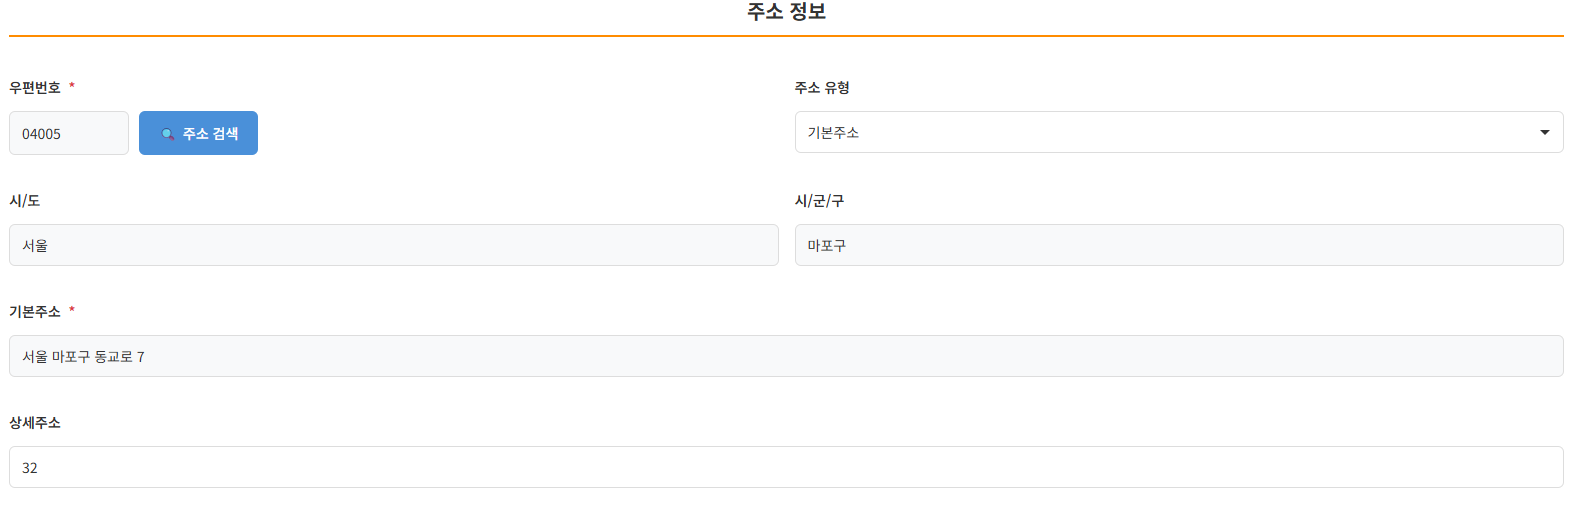 주소 정보
우편번호 *
04005
주소 검색
주소 유형
기본주소
시/도
서울
시/군/구
마포구
기본주소 *
서울 마포구 동교로 7
상세주소
32